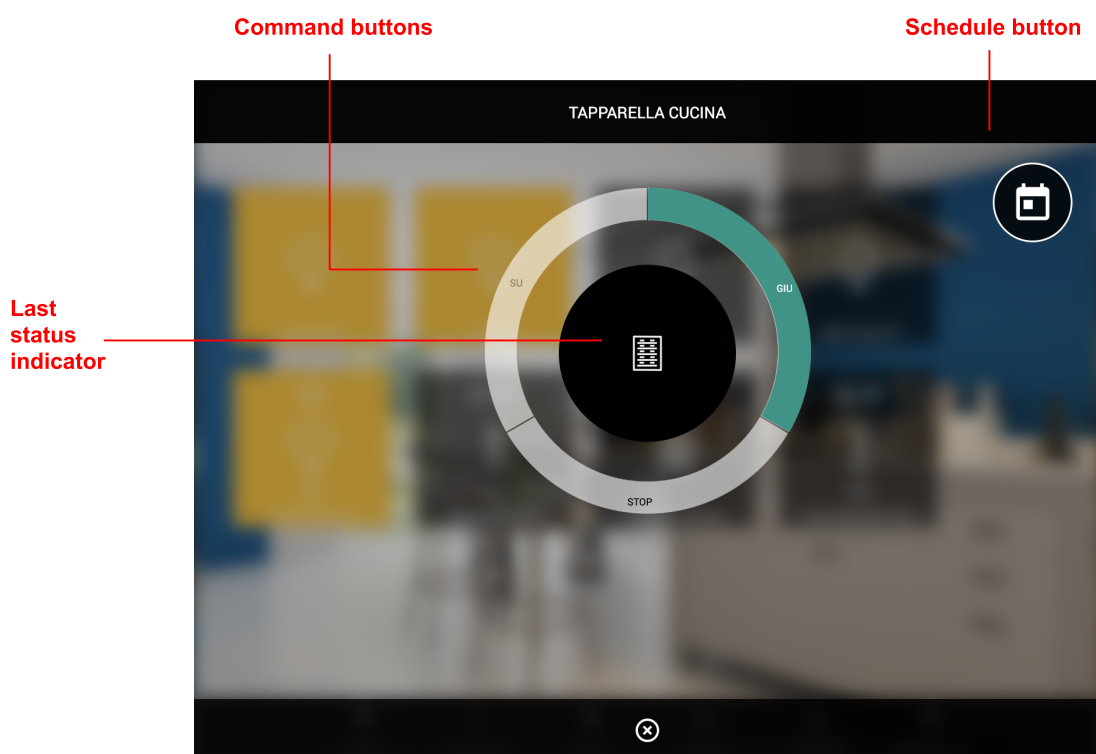 Command buttons
Schedule button
TAPPARELLA CUCINA
SU
GIU
Last
status
indicator
STOP